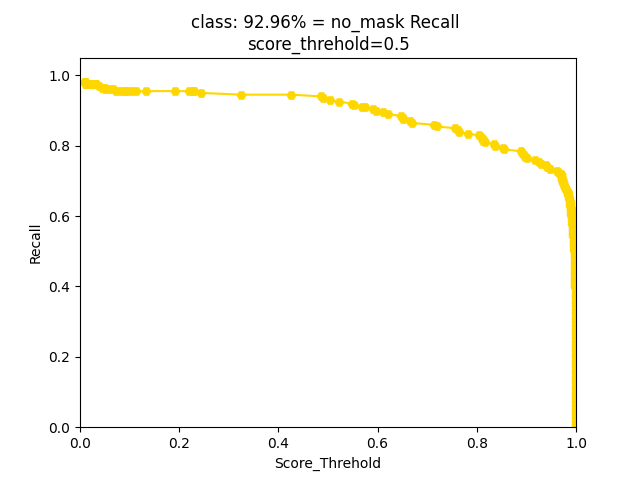 class: 92.96% = no_mask Recall
score_threhold=0.5
1.0
0.8
0.6
0.4
0.2
0.0
Recall
0.0 0.2 0.4 0.6 0.8 1.0
Score_Threhold